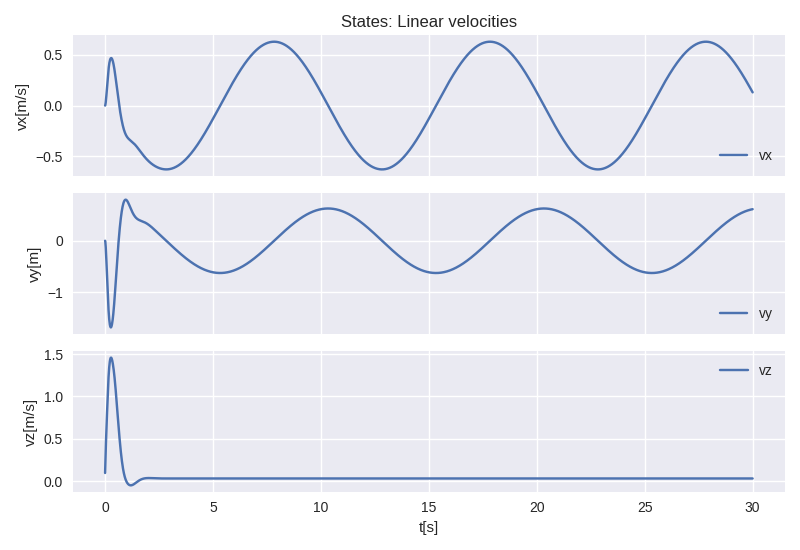 States: Linear velocities
vx[m/s]
0.5
0.0
−0.5
vx
vy[m]
0
−1
vy
vz[m/s]
1.5
1.0
0.5
0.0
vz
0 5 10 15 20 25 30
t[s]